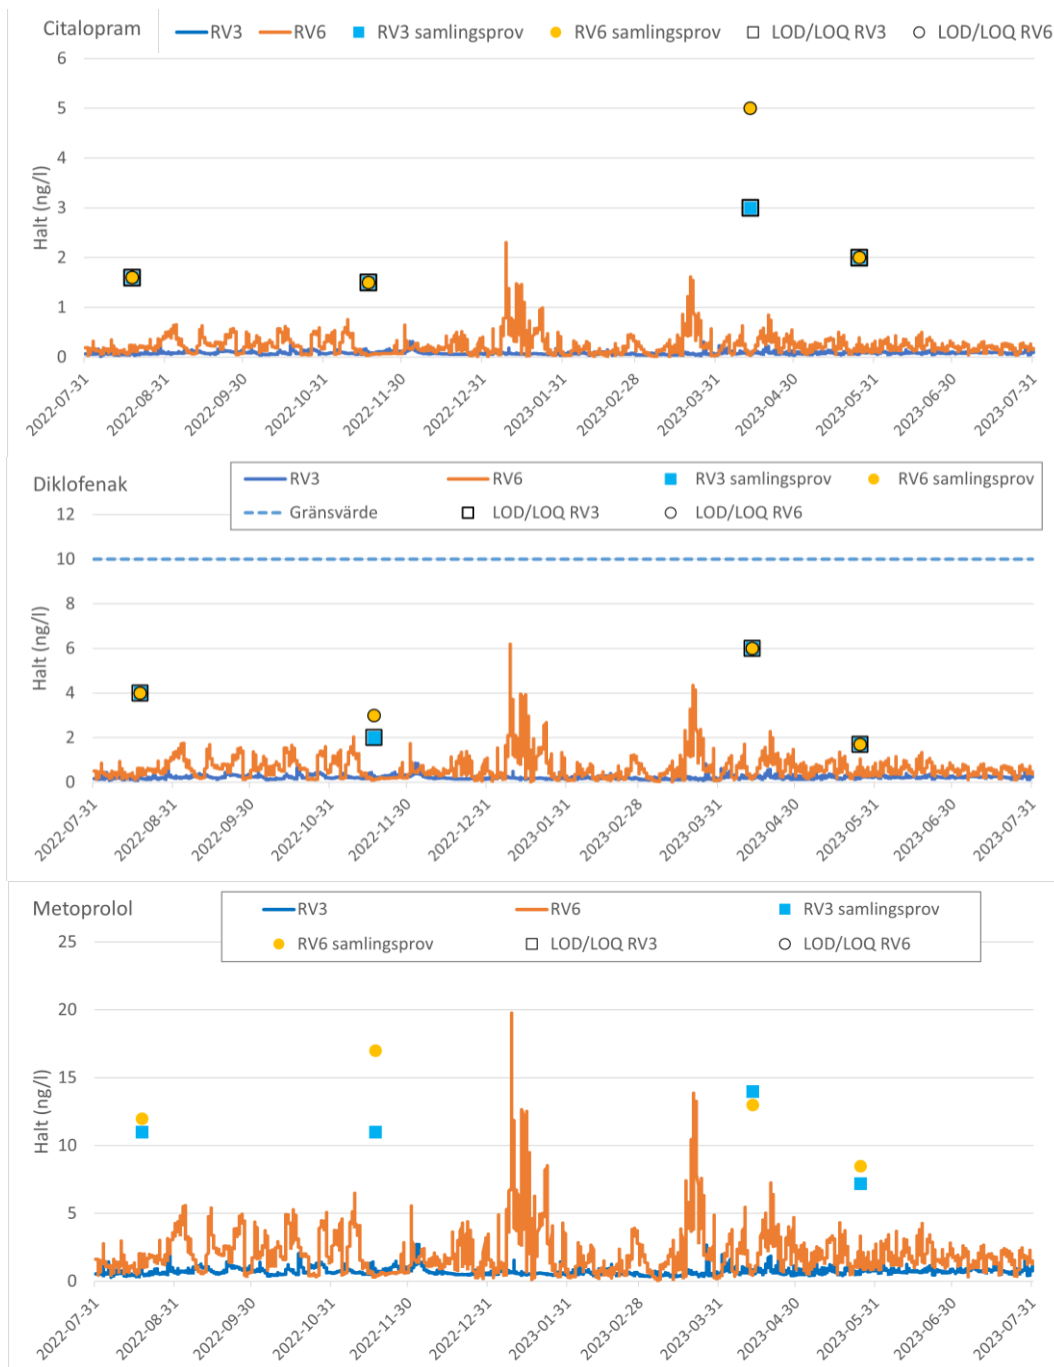 Citalopram RV3 RV6 RV3 samlingsprov RV6 samlingsprov LOD/LOQ RV3 LOD/LOQ RV6
Halt (ng/l)
6
5
4
3
2
1
0
2022-07-31 2022-08-31 2022-09-30 2022-10-31 2022-11-30 2022-12-31 2023-01-31 2023-02-28 2023-03-31 2023-04-30 2023-05-31 2023-06-30 2023-07-31
Diklofenak
RV3 RV6 RV3 samlingsprov RV6 samlingsprov
Gränsvärde LOD/LOQ RV3 LOD/LOQ RV6
Halt (ng/l)
12
10
8
6
4
2
0
2022-07-31 2022-08-31 2022-09-30 2022-10-31 2022-11-30 2022-12-31 2023-01-31 2023-02-28 2023-03-31 2023-04-30 2023-05-31 2023-06-30 2023-07-31
Metoprolol
RV3 RV6 RV3 samlingsprov
RV6 samlingsprov LOD/LOQ RV3 LOD/LOQ RV6
Halt (ng/l)
25
20
15
10
5
0
2022-07-31 2022-08-31 2022-09-30 2022-10-31 2022-11-30 2022-12-31 2023-01-31 2023-02-28 2023-03-31 2023-04-30 2023-05-31 2023-06-30 2023-07-31